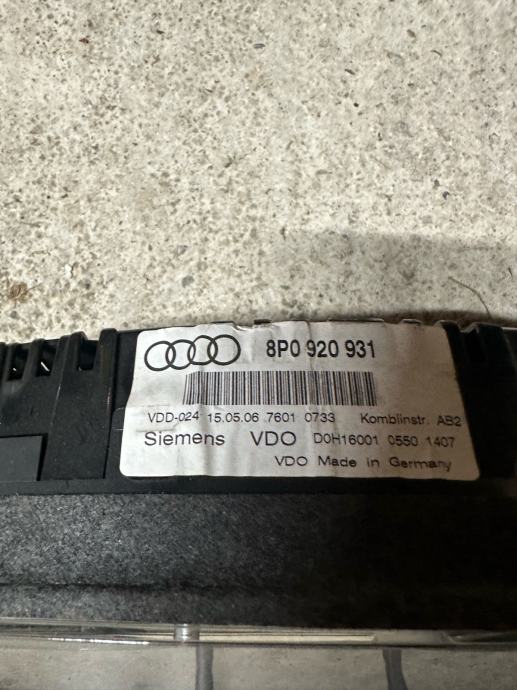 8P0 920 931
VDD-024 15.05.06 7601 0733 Kombiinstr. AB2
Siemens VDO D0H16001 0550 1407
VDO Made in Germany